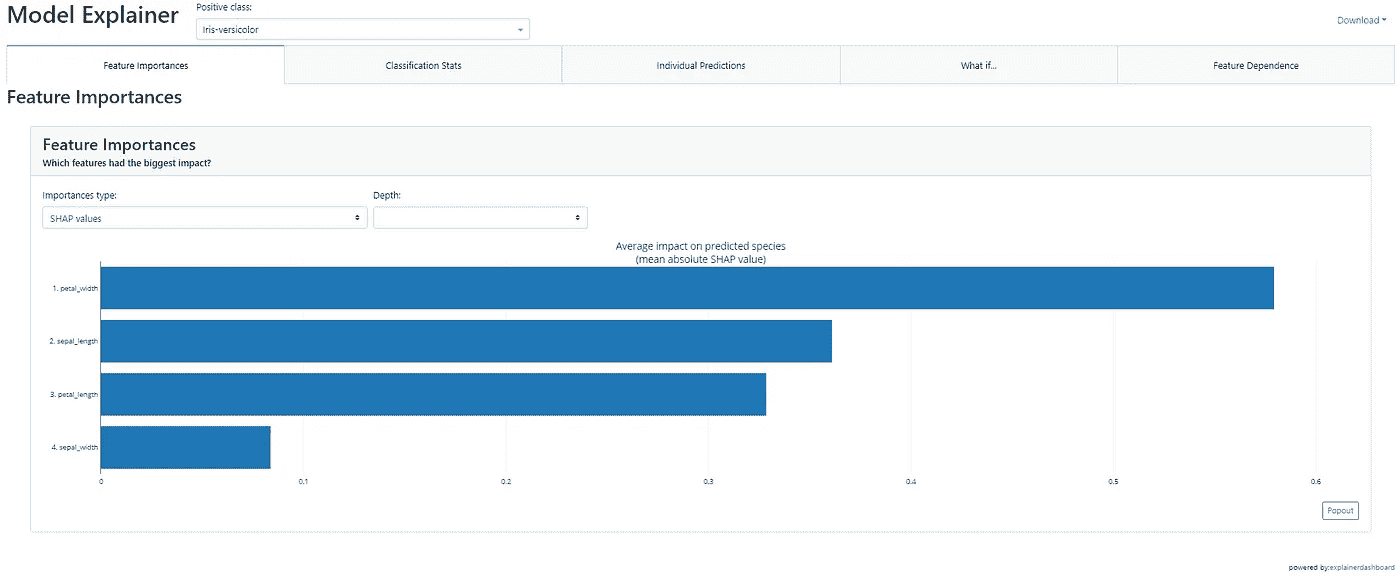 Model Explainer
Positive class:
Iris-versicolor
Download
Feature Importances
Classification Stats
Individual Predictions
What if...
Feature Dependence
Feature Importances
Feature Importances
Which features had the biggest impact?
Importances type:
Depth:
SHAP values
Average impact on predicted species
(mean absolute SHAP value)
1. petal_width
2. sepal_length
3. petal_length
4. sepal_width
0 0.1 0.2 0.3 0.4 0.5 0.6
Popout
powered by:explainerdashboard